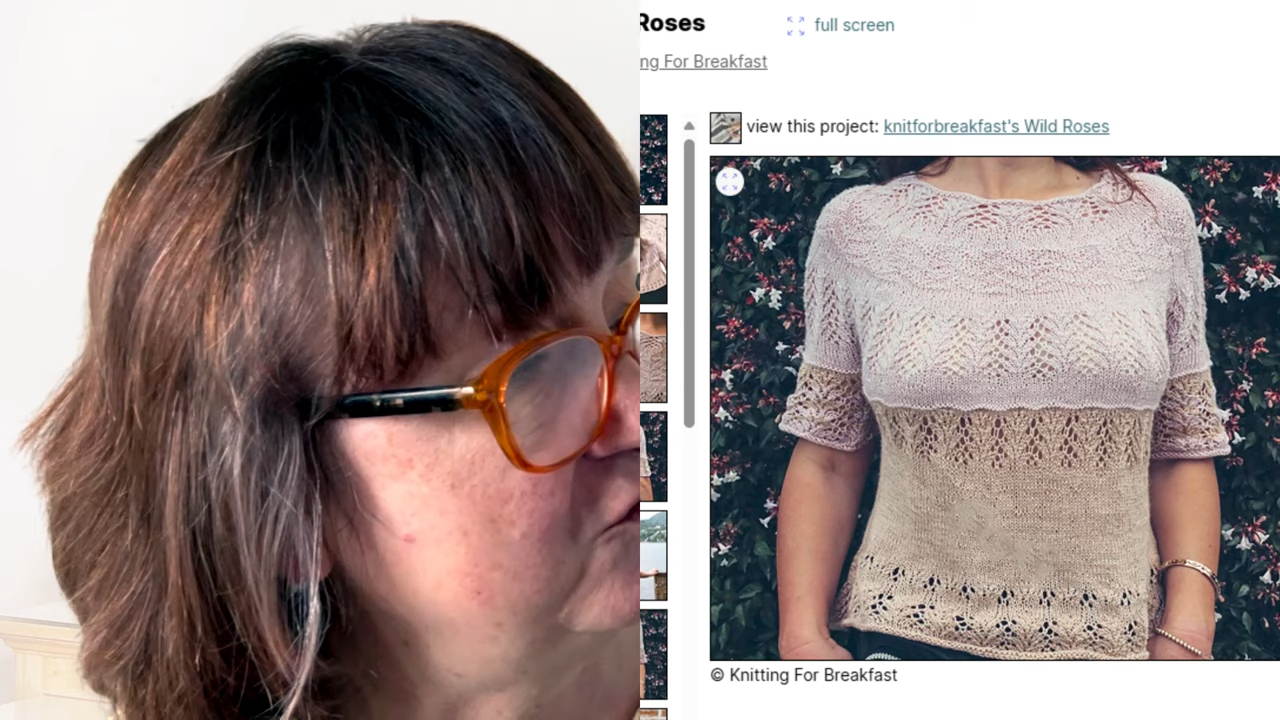 Roses
full screen
ng For Breakfast
view this project: knitforbreakfast's Wild Roses
© Knitting For Breakfast